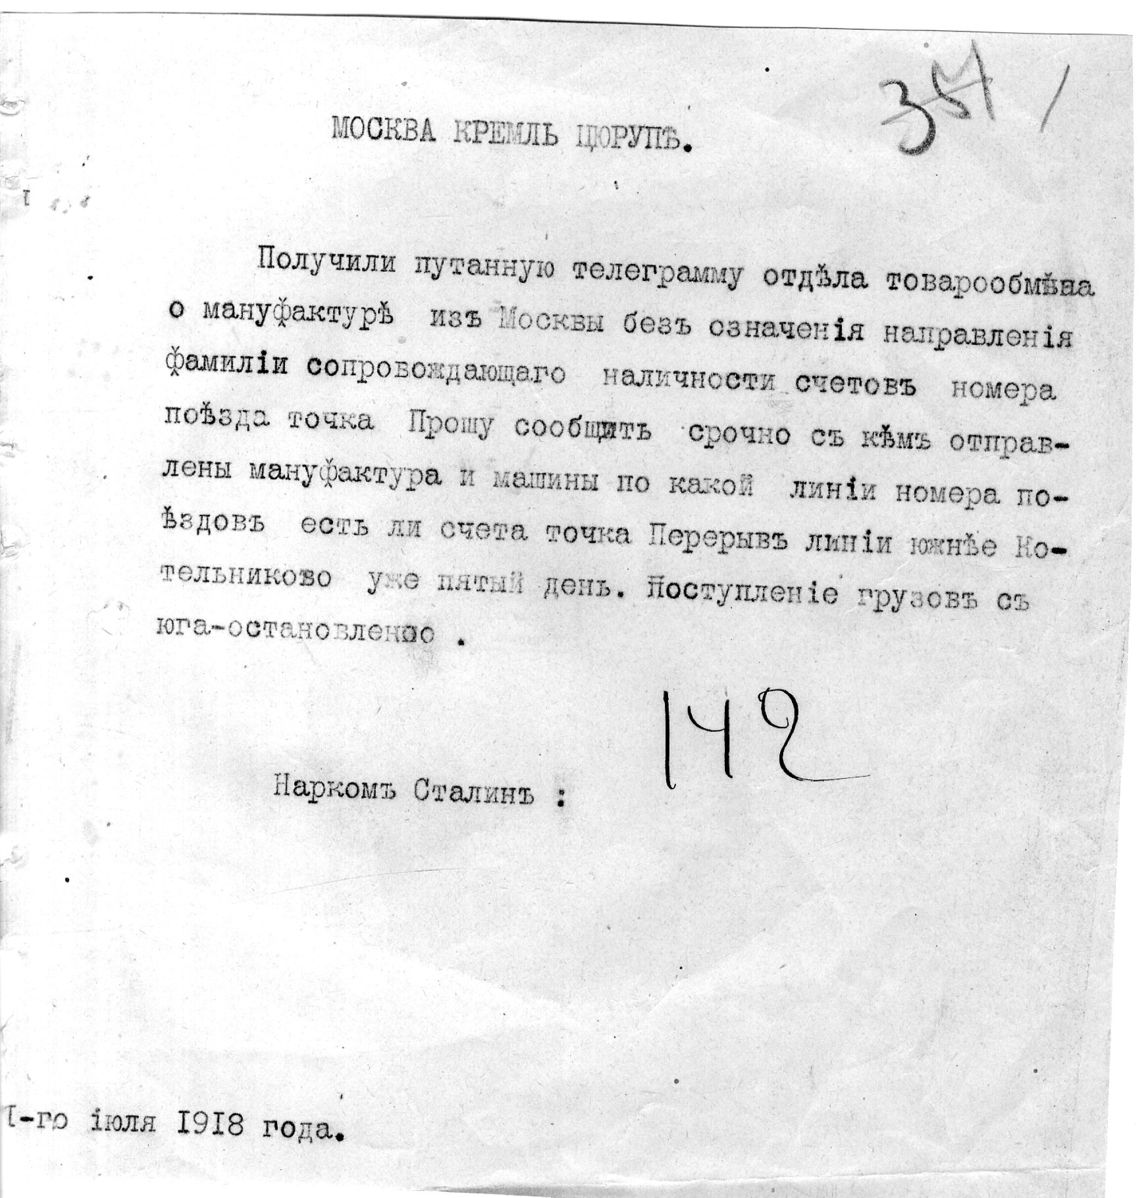 МОСКВА КРЕМЛЬ ЦЮРУПѢ.
Получили путанную телеграмму отдѣла товарообмѣна
о мануфактурѣ изъ Москвы безъ означенія направленія
фамиліи сопровождающаго наличности счетовъ номера
поѣзда точка Прошу сообщить срочно съ кѣмъ отправ-
лены мануфактура и машины по какой линіи номера по-
ѣздовъ есть ли счета точка Перерывъ линіи южнѣе Ко-
тельниково уже пятый день. Поступленіе грузовъ съ
юга-остановлено .
142
Наркомъ Сталинъ :
I-го іюля 1918 года.